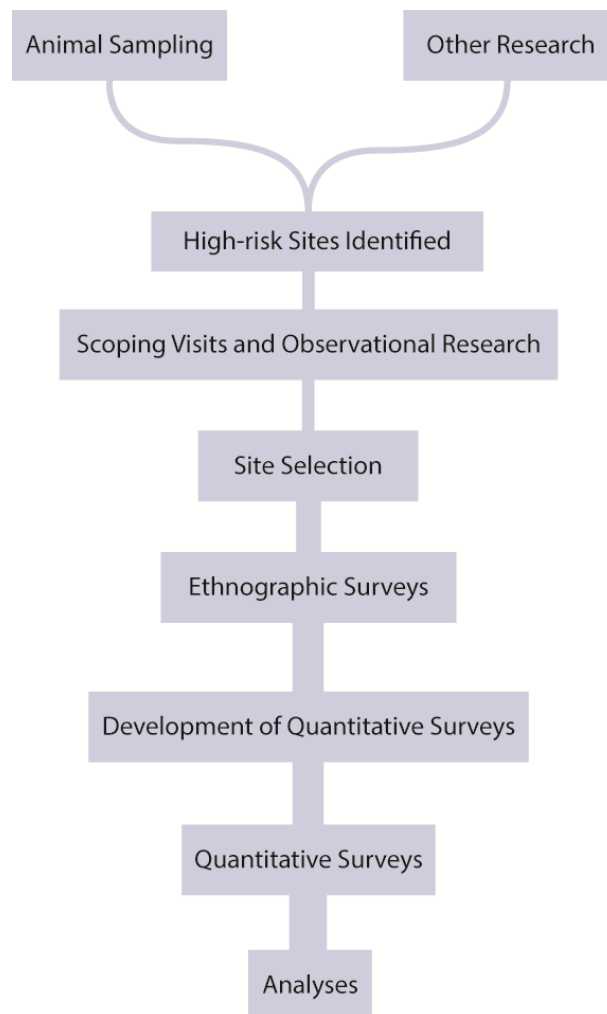 Animal Sampling
Other Research
High-risk Sites Identified
Scoping Visits and Observational Research
Site Selection
Ethnographic Surveys
Development of Quantitative Surveys
Quantitative Surveys
Analyses